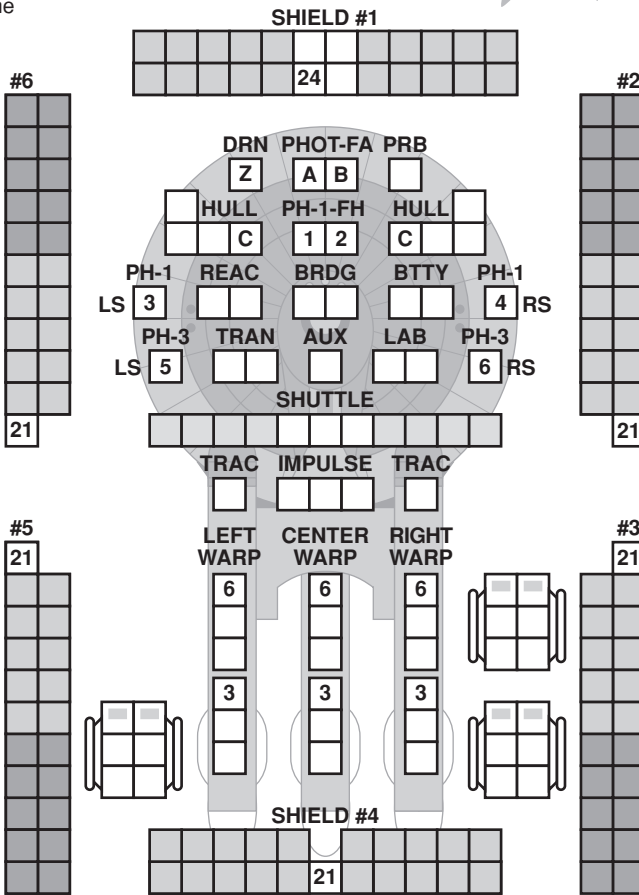 ne
SHIELD #1
24
#6
#2
DRN PHOT-FA PRB
Z A B
HULL PH-1-FH HULL
C 1 2 C
PH-1 REAC BRDG BTTY PH-1
LS 3 4 RS
PH-3 TRAN AUX LAB PH-3
LS 5 6 RS
SHUTTLE
21
21
TRAC IMPULSE TRAC
#5
#3
LEFT WARP CENTER WARP RIGHT WARP
21
21
6 6 6
3 3 3
SHIELD #4
21